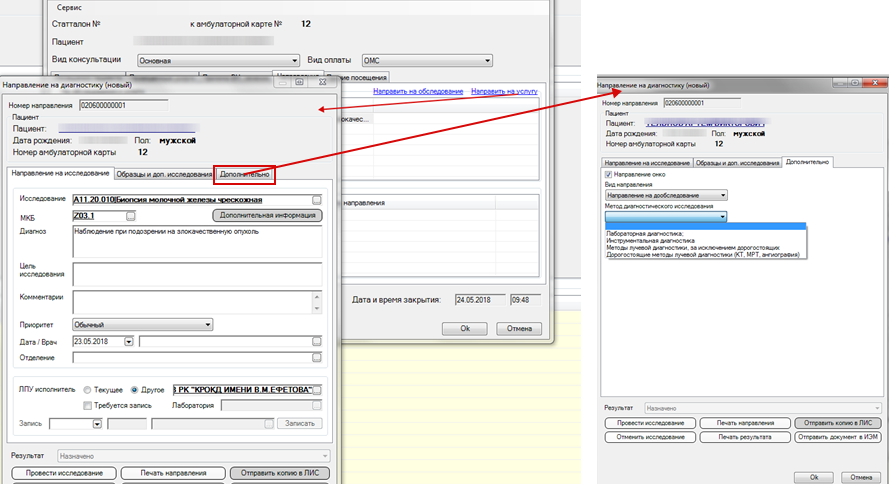 Сервис
Статталон № к амбулаторной карте № 12
Пациент
Вид консультации Основная Вид оплаты ОМС
посещения
Направить на обследование Направить на услугу
направления
Дата и время закрытия: 24.05.2018 09:48
Ok Отмена
Направление на диагностику (новый)
Номер направления 020600000001
Пациент
Пациент:
Дата рождения: Пол: мужской
Номер амбулаторной карты 12
Направление на исследование Образцы и доп. исследования Дополнительно
Исследование A11.20.010|Биопсия молочной железы чрескожная
МКБ Z03.1 Дополнительная информация
Диагноз Наблюдение при подозрении на злокачественную опухоль
Цель
исследования
Комментарии
Приоритет Обычный
Дата / Врач 23.05.2018
Отделение
ЛПУ исполнитель Текущее Другое З РК "КРОКД ИМЕНИ В.М.ЕФЕТОВА"
Требуется запись Лаборатория
Запись Записать
Результат Назначено
Провести исследование Печать направления Отправить копию в ЛИС
Направление на диагностику (новый)
Номер направления 020600000001
Пациент
Пациент:
Дата рождения: Пол: мужской
Номер амбулаторной карты 12
Направление на исследование Образцы и доп. исследования Дополнительно
Направление онко
Вид направления
Направление на дообследование
Метод диагностического исследования
Лабораторная диагностика;
Инструментальная диагностика
Методы лучевой диагностики, за исключением дорогостоящих
Дорогостоящие методы лучевой диагностики (КТ, МРТ, ангиография)
Результат Назначено
Провести исследование Печать направления Отправить копию в ЛИС
Отменить исследование Печать результата Отправить документ в ИЭМ
Ok Отмена